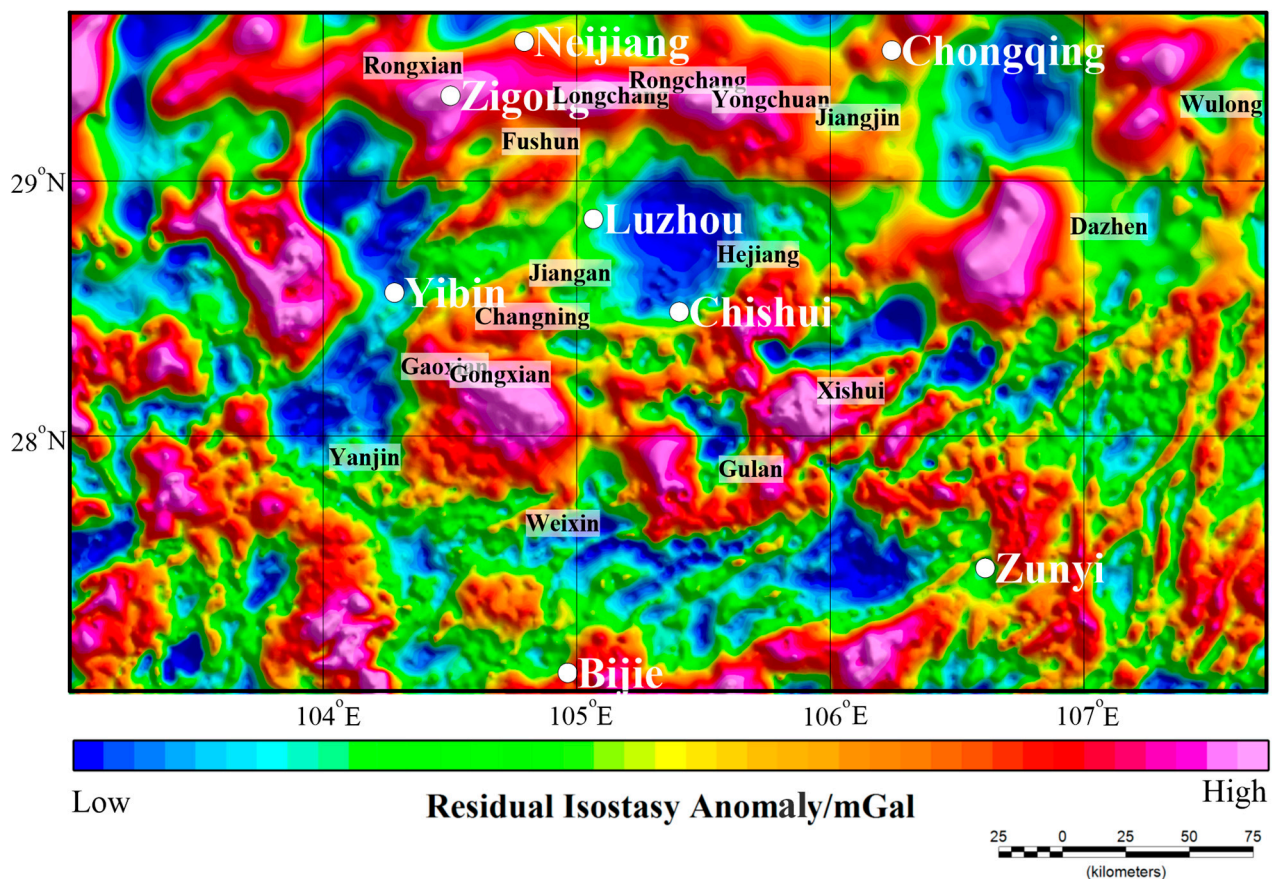 Neijiang
Chongqing
Rongxian
Rongchang
Zigong
Longchang
Yongchuan
Wulong
Jiangjin
Fushun
29°N
Luzhou
Dazhen
Hejiang
Jiangan
Yibin
Changning
Chishui
Gaoxian
Gongxian
Xishui
28°N
Yanjin
Gulan
Weixin
Zunyi
Bijie
104°E
105°E
106°E
107°E
Low
High
Residual Isostasy Anomaly/mGal
25 0 25 50 75
(kilometers)